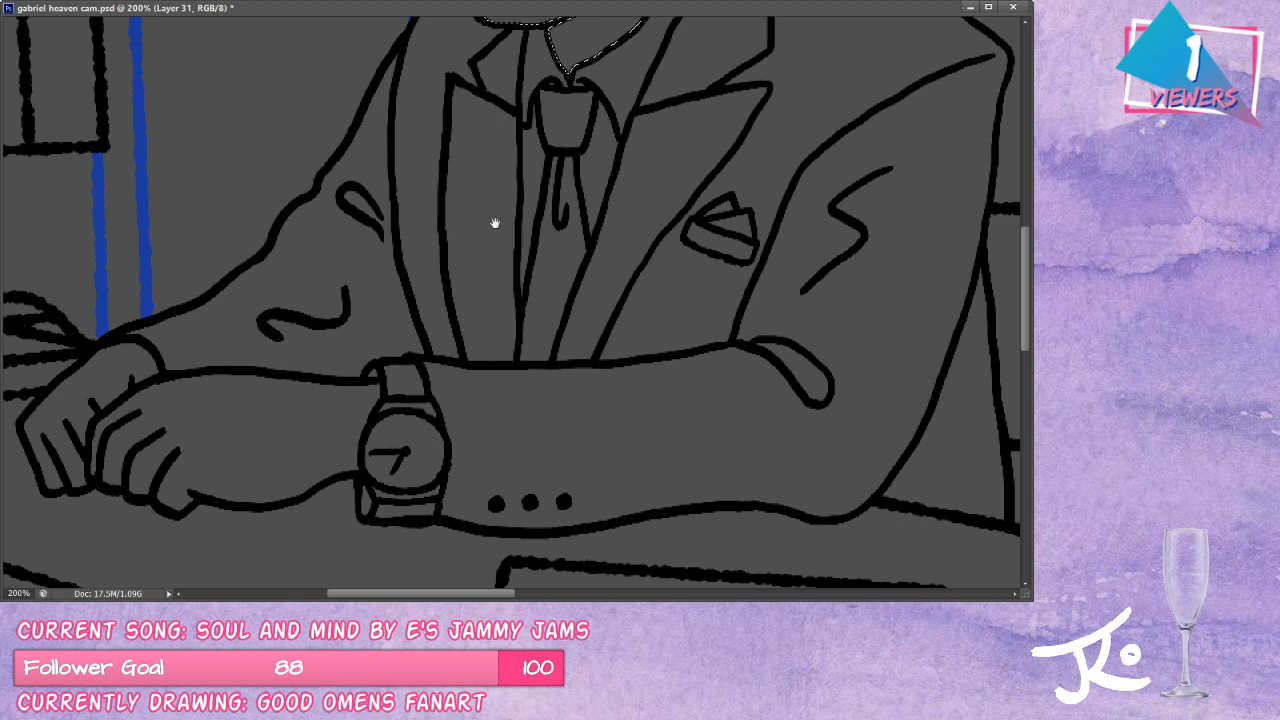 gabriel heaven cam.psd @ 200% (Layer 31, RGB/8) *
1
VIEWERS
200%
Doc: 17.5M/1.09G
CURRENT SONG: SOUL AND MIND BY E'S JAMMY JAMS
Follower Goal 88 100
CURRENTLY DRAWING: GOOD OMENS FANART